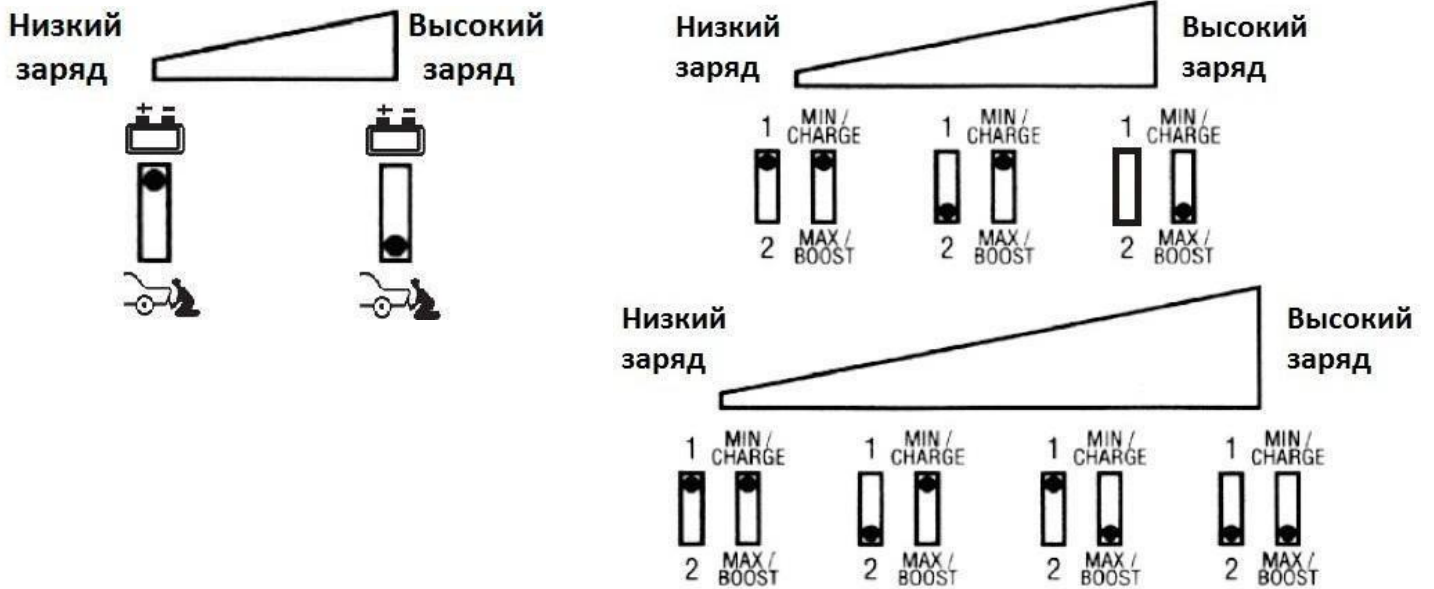 Низкий
заряд
Высокий
заряд
+ -
+ -
Низкий
заряд
Высокий
заряд
1 MIN / CHARGE
2 MAX / BOOST
1 MIN / CHARGE
2 MAX / BOOST
1 MIN / CHARGE
2 MAX / BOOST
Низкий
заряд
Высокий
заряд
1 MIN / CHARGE
2 MAX / BOOST
1 MIN / CHARGE
2 MAX / BOOST
1 MIN / CHARGE
2 MAX / BOOST
1 MIN / CHARGE
2 MAX / BOOST